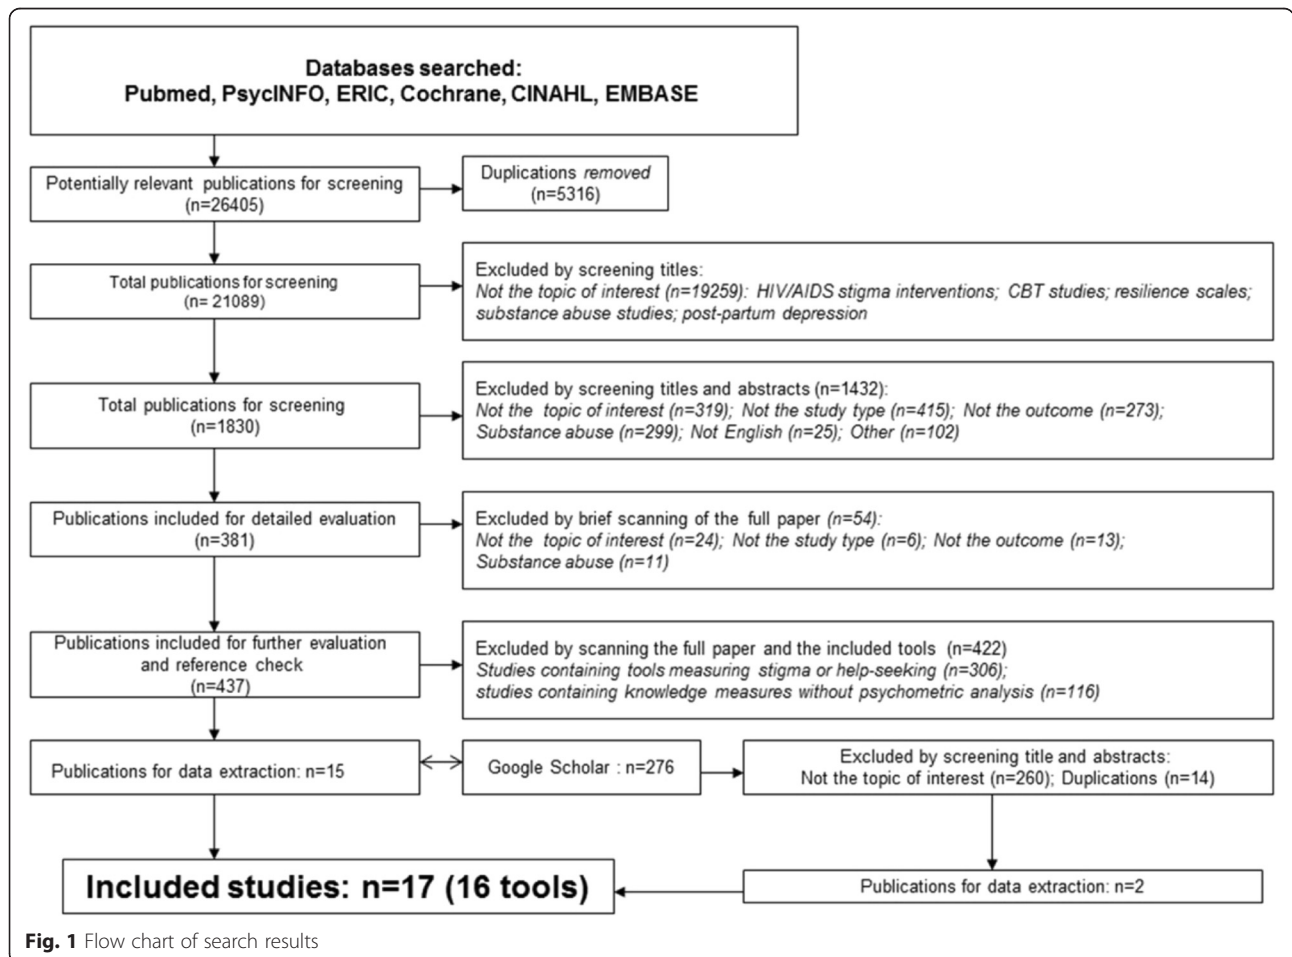 Databases searched:
Pubmed, PsycINFO, ERIC, Cochrane, CINAHL, EMBASE
Potentially relevant publications for screening
(n=26405)
Duplications removed
(n=5316)
Total publications for screening
(n= 21089)
Excluded by screening titles:
Not the topic of interest (n=19259): HIV/AIDS stigma interventions; CBT studies; resilience scales;
substance abuse studies; post-partum depression
Total publications for screening
(n=1830)
Excluded by screening titles and abstracts (n=1432):
Not the topic of interest (n=319); Not the study type (n=415); Not the outcome (n=273);
Substance abuse (n=299); Not English (n=25); Other (n=102)
Publications included for detailed evaluation
(n=381)
Excluded by brief scanning of the full paper (n=54):
Not the topic of interest (n=24); Not the study type (n=6); Not the outcome (n=13);
Substance abuse (n=11)
Publications included for further evaluation
and reference check
(n=437)
Excluded by scanning the full paper and the included tools (n=422)
Studies containing tools measuring stigma or help-seeking (n=306);
studies containing knowledge measures without psychometric analysis (n=116)
Publications for data extraction: n=15
Google Scholar : n=276
Excluded by screening title and abstracts:
Not the topic of interest (n=260); Duplications (n=14)
Included studies: n=17 (16 tools)
Publications for data extraction: n=2
Fig. 1 Flow chart of search results